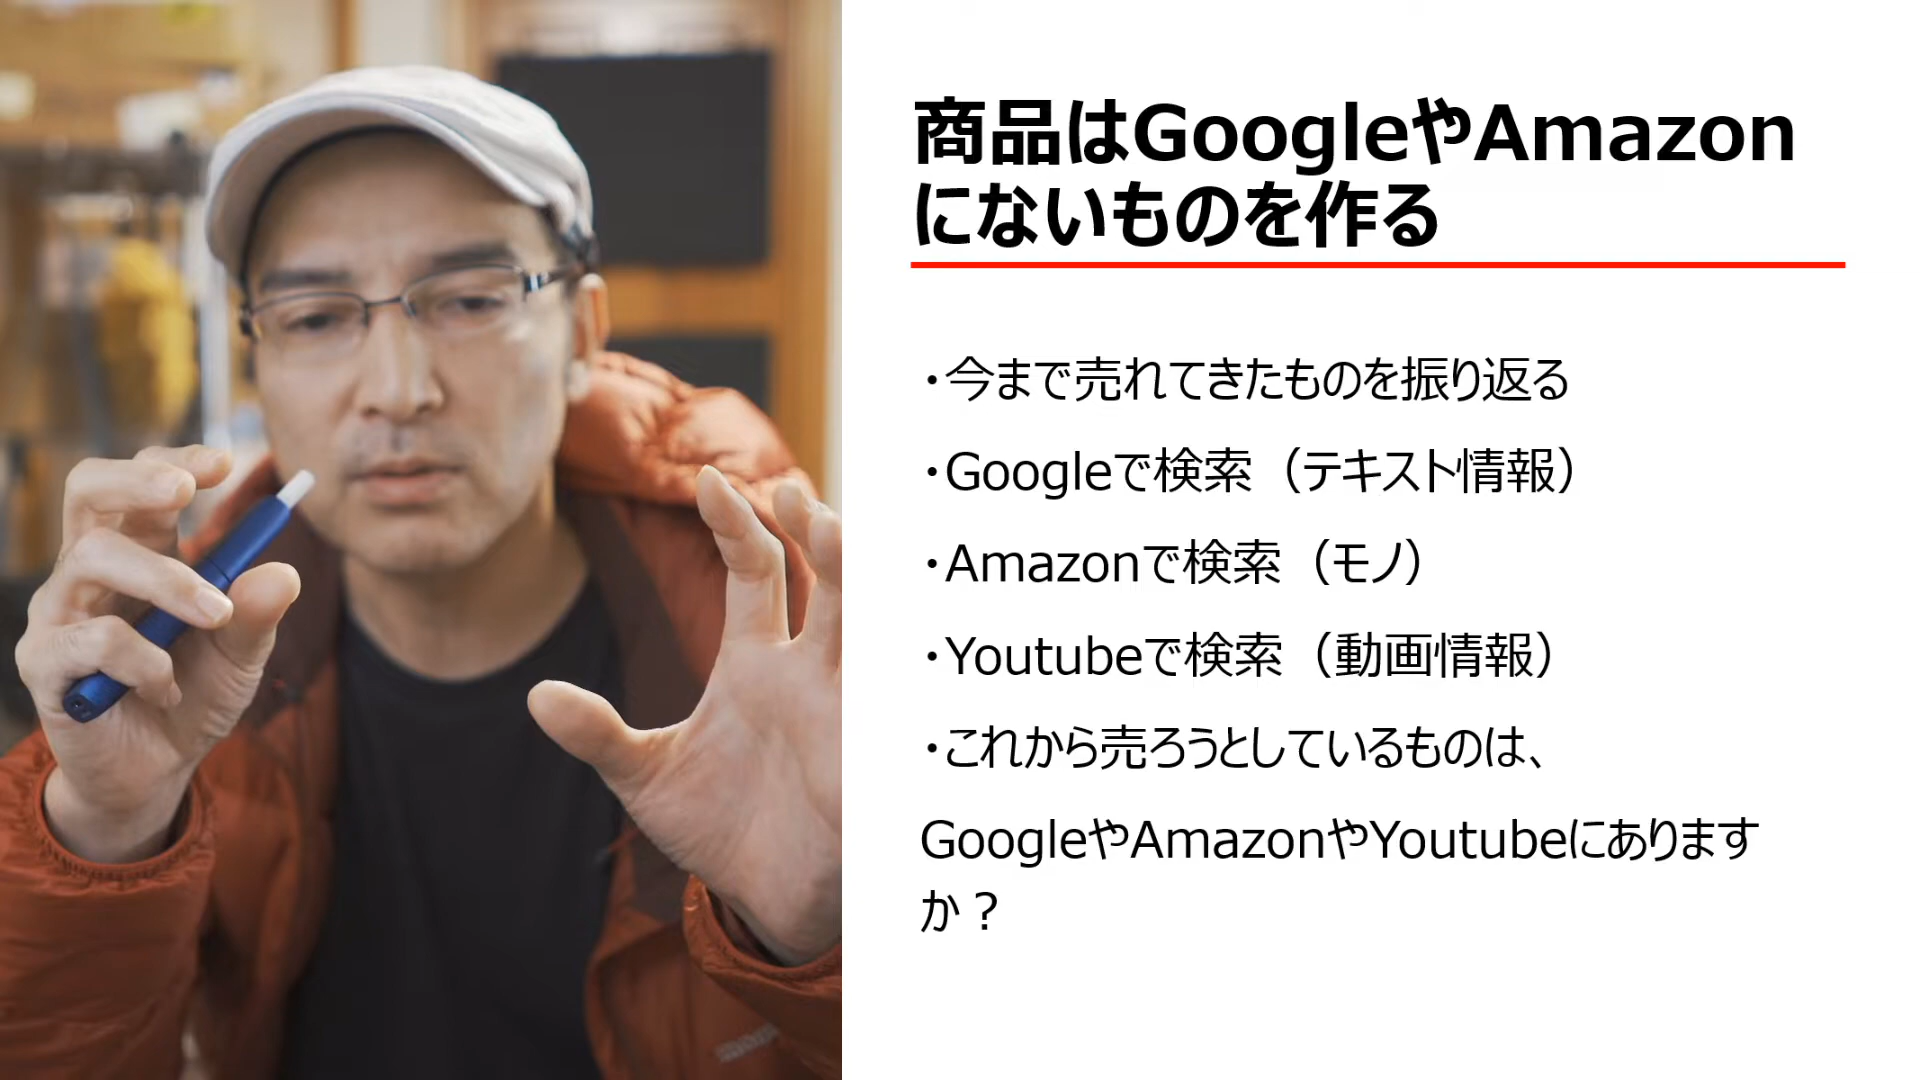 商品はGoogleやAmazon
にないものを作る
・今まで売れてきたものを振り返る
・Googleで検索（テキスト情報）
・Amazonで検索（モノ）
・Youtubeで検索（動画情報）
・これから売ろうとしているものは、
GoogleやAmazonやYoutubeにあります
か？